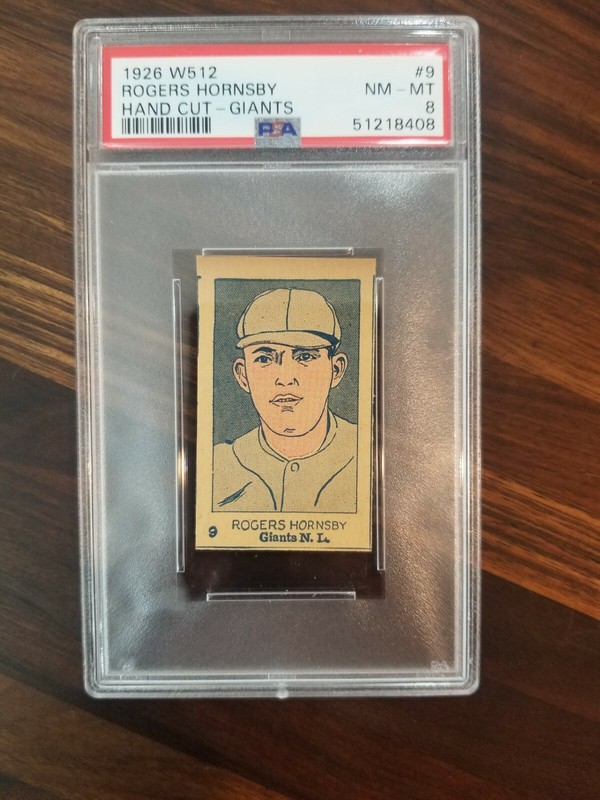 1926 W512 #9
ROGERS HORNSBY NM - MT
HAND CUT - GIANTS 8
PSA 51218408
9 ROGERS HORNSBY
Giants N. L.